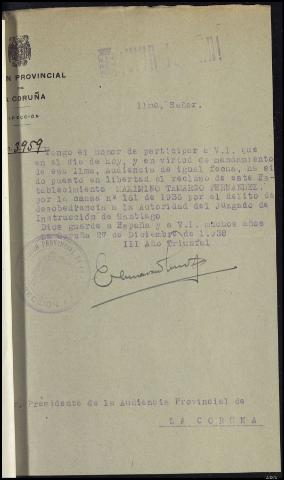 N PROVINCIAL
DE
A CORUÑA
RECCIÓN
3959
Ilmo. Señor.
Tengo el honor de participar a V.I. que
en el día de hoy, y en virtud de mandamiento
de esa Ilma. Audiencia de igual fecha, ha si
do puesto en libertad el recluso de este Es-
tablecimiento MAXIMINO TAMARGO FERNANDEZ,
por la causa nº 161 de 1936 por el delito de
desobediencia a la Autoridad del Juzgado de
Instrucción de Santiago
Dios guarde a España y a V.I. muchos años
La Coruña 27 de Diciembre de 1.938
III Año Triunfal
PROVINCIAL
Presidente de la Audiencia Provincial de
LA CORUÑA